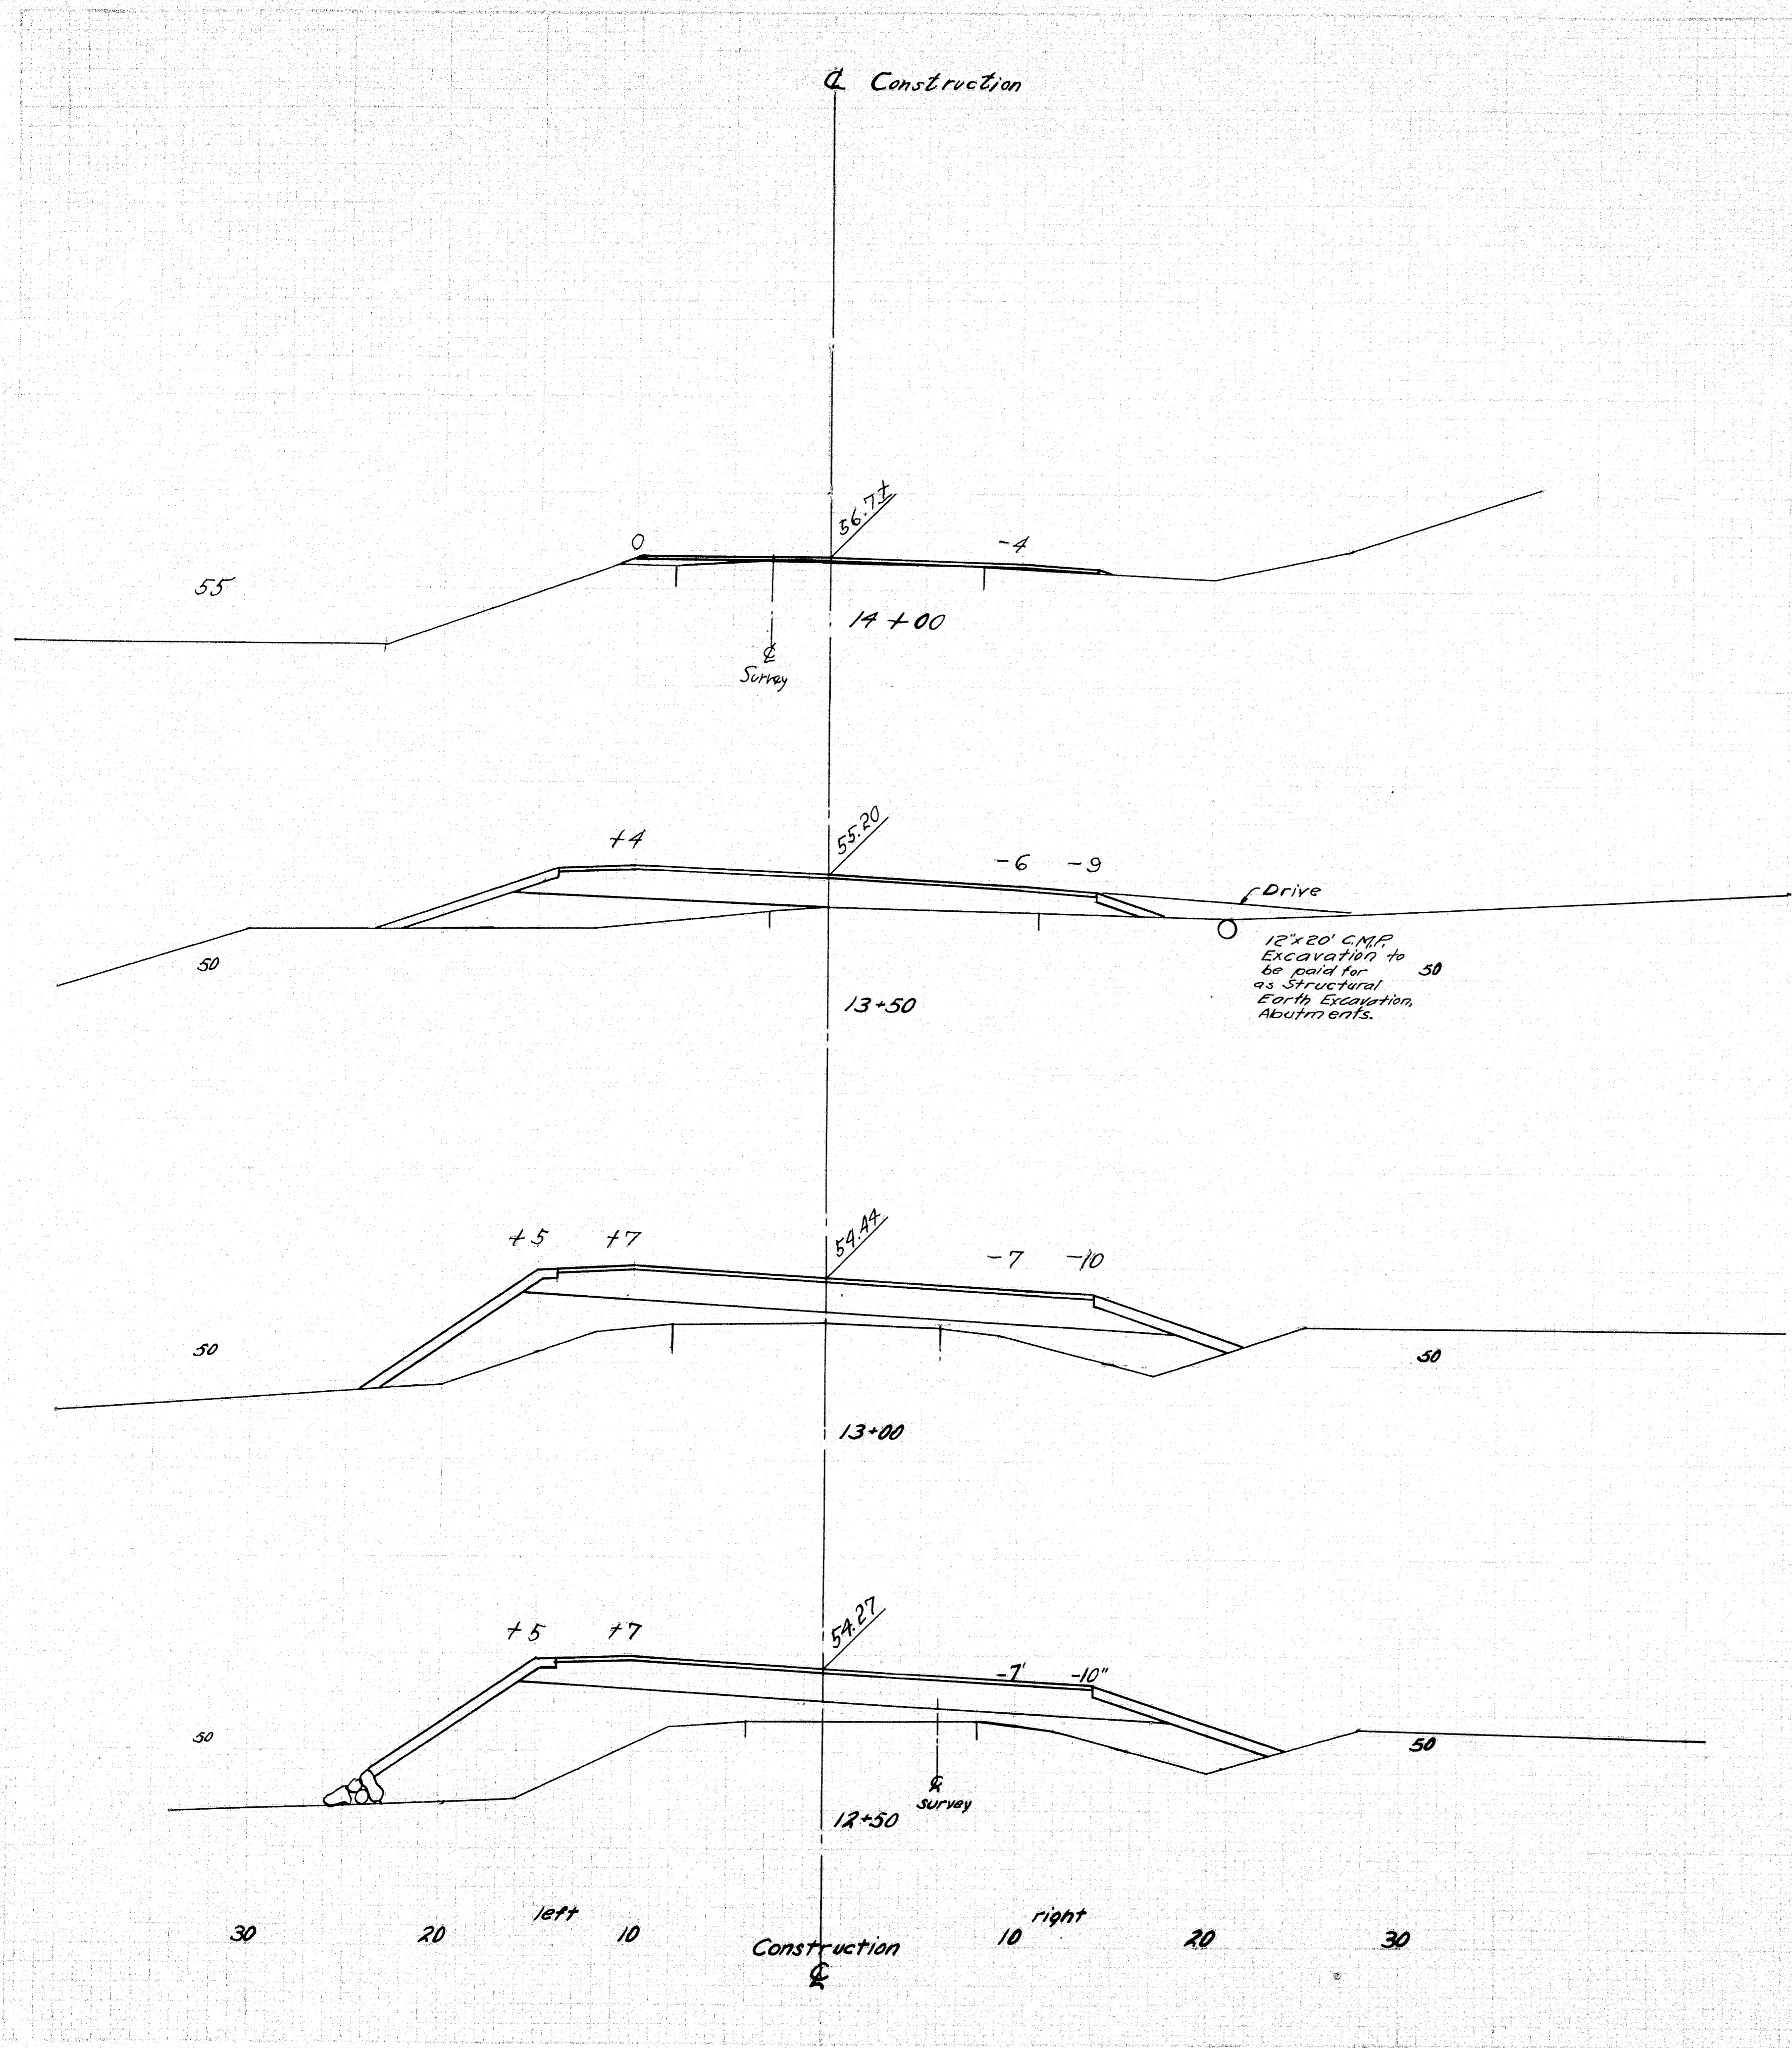 ℄ Construction
56.7±
0
-4
55
14+00
℄
Survey
55.20
+4
-6 -9
Drive
12"x20' C.M.P.
Excavation to
be paid for
as Structural
Earth Excavation,
Abutments.
50
50
13+50
54.44
+5 +7
-7 -10
50
50
13+00
54.27
+5 +7
-7' -10"
50
50
℄
survey
12+50
left
right
30 20 10
10 20 30
Construction
℄